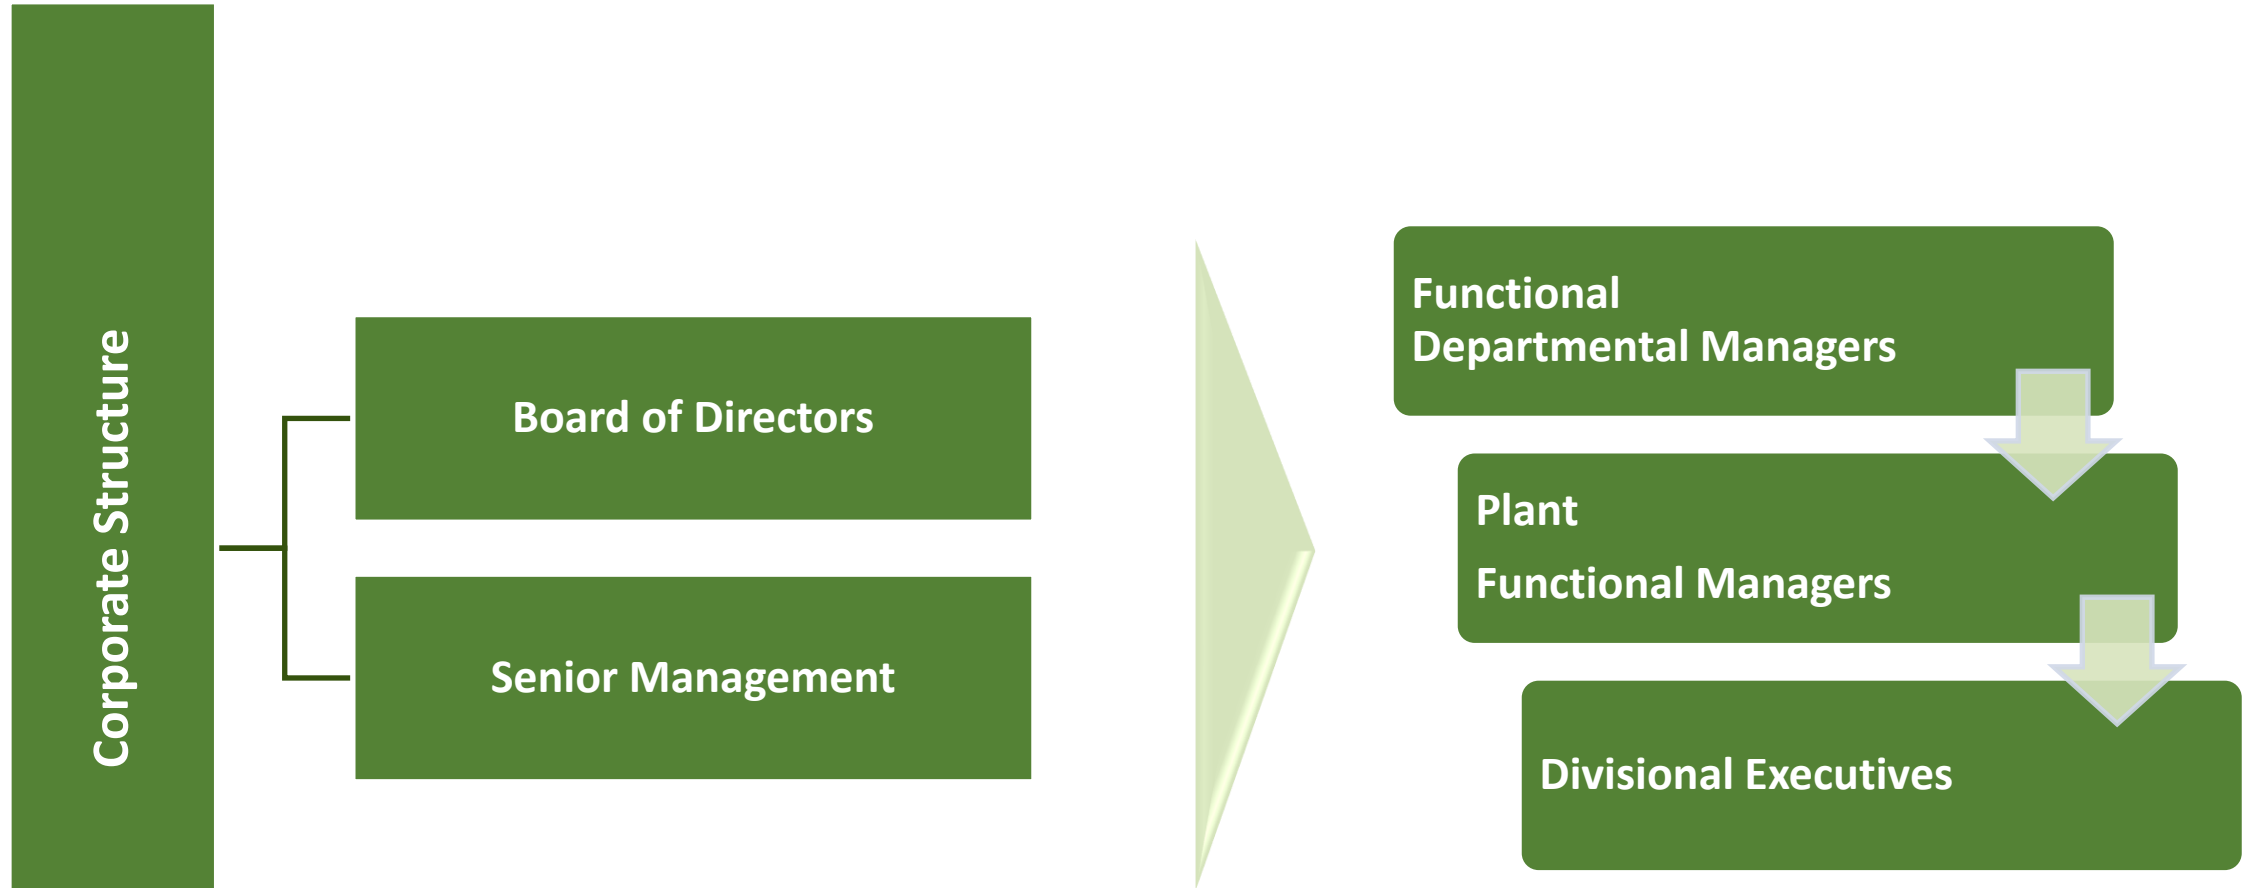 Corporate Structure
Board of Directors
Senior Management
Functional
Departmental Managers
Plant
Functional Managers
Divisional Executives